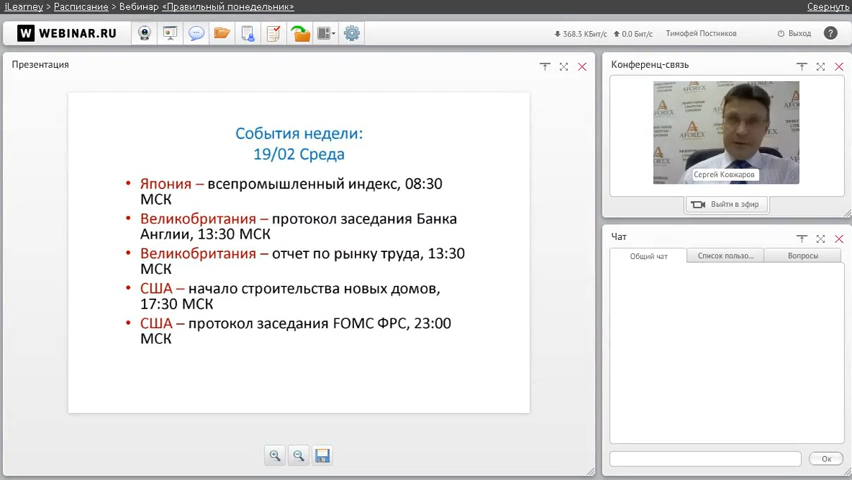 iLearney > Расписание > Вебинар «Правильный понедельник»
Свернуть
WEBINAR.RU
368.3 КБит/с
0.0 Бит/с
Тимофей Постников
Выход
?
Презентация
События недели:
19/02 Среда
• Япония – всепромышленный индекс, 08:30
МСК
• Великобритания – протокол заседания Банка
Англии, 13:30 МСК
• Великобритания – отчет по рынку труда, 13:30
МСК
• США – начало строительства новых домов,
17:30 МСК
• США – протокол заседания FOMC ФРС, 23:00
МСК
Конференц-связь
AFOREX
Сергей Ковжаров
Выйти в эфир
Чат
Общий чат
Список пользо...
Вопросы
Ок